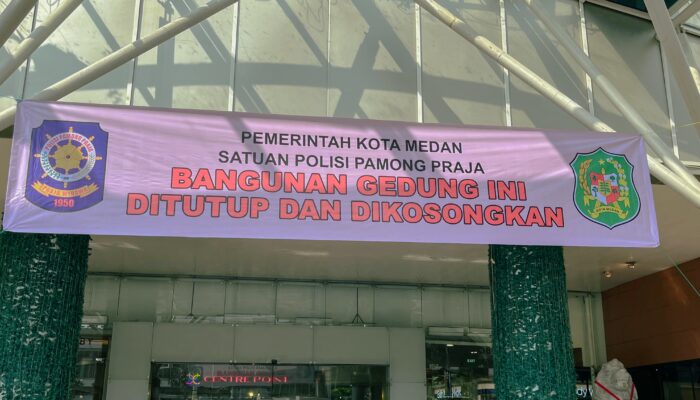 PEMERINTAH KOTA MEDAN
SATUAN POLISI PAMONG PRAJA
BANGUNAN GEDUNG INI
DITUTUP DAN DIKOSONGKAN
1950
CENTRE POINT